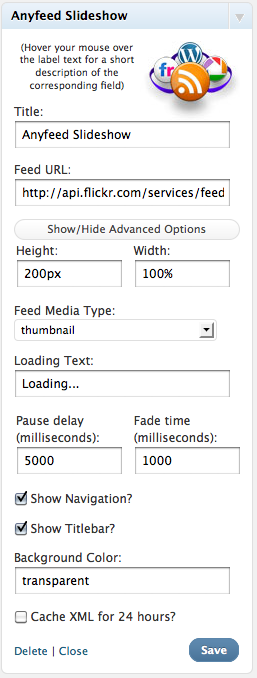 Anyfeed Slideshow
(Hover your mouse over
the label text for a short
description of the
corresponding field)
Title:
Anyfeed Slideshow
Feed URL:
http://api.flickr.com/services/feed
Show/Hide Advanced Options
Height: Width:
200px 100%
Feed Media Type:
thumbnail
Loading Text:
Loading...
Pause delay Fade time
(milliseconds): (milliseconds):
5000 1000
Show Navigation?
Show Titlebar?
Background Color:
transparent
Cache XML for 24 hours?
Delete | Close Save